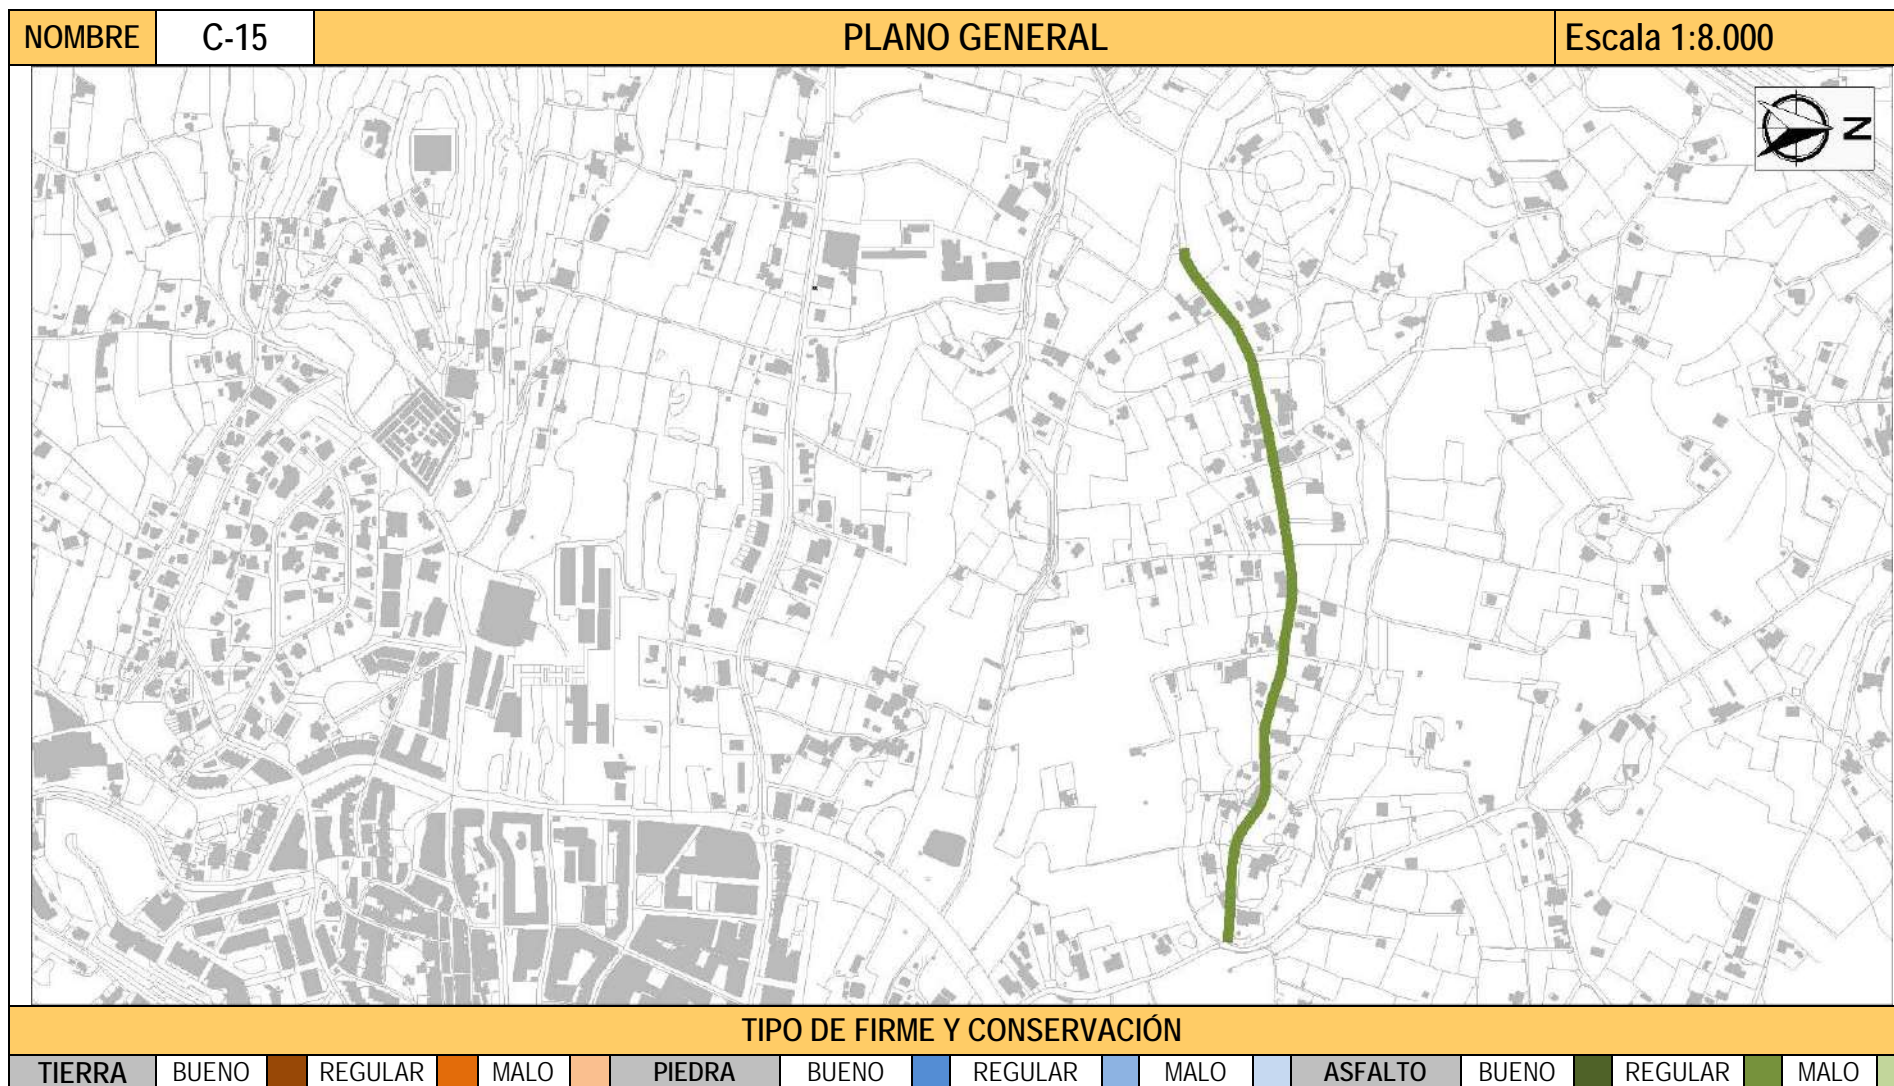 NOMBRE C-15 PLANO GENERAL Escala 1:8.000
N
TIPO DE FIRME Y CONSERVACIÓN
TIERRA BUENO REGULAR MALO PIEDRA BUENO REGULAR MALO ASFALTO BUENO REGULAR MALO